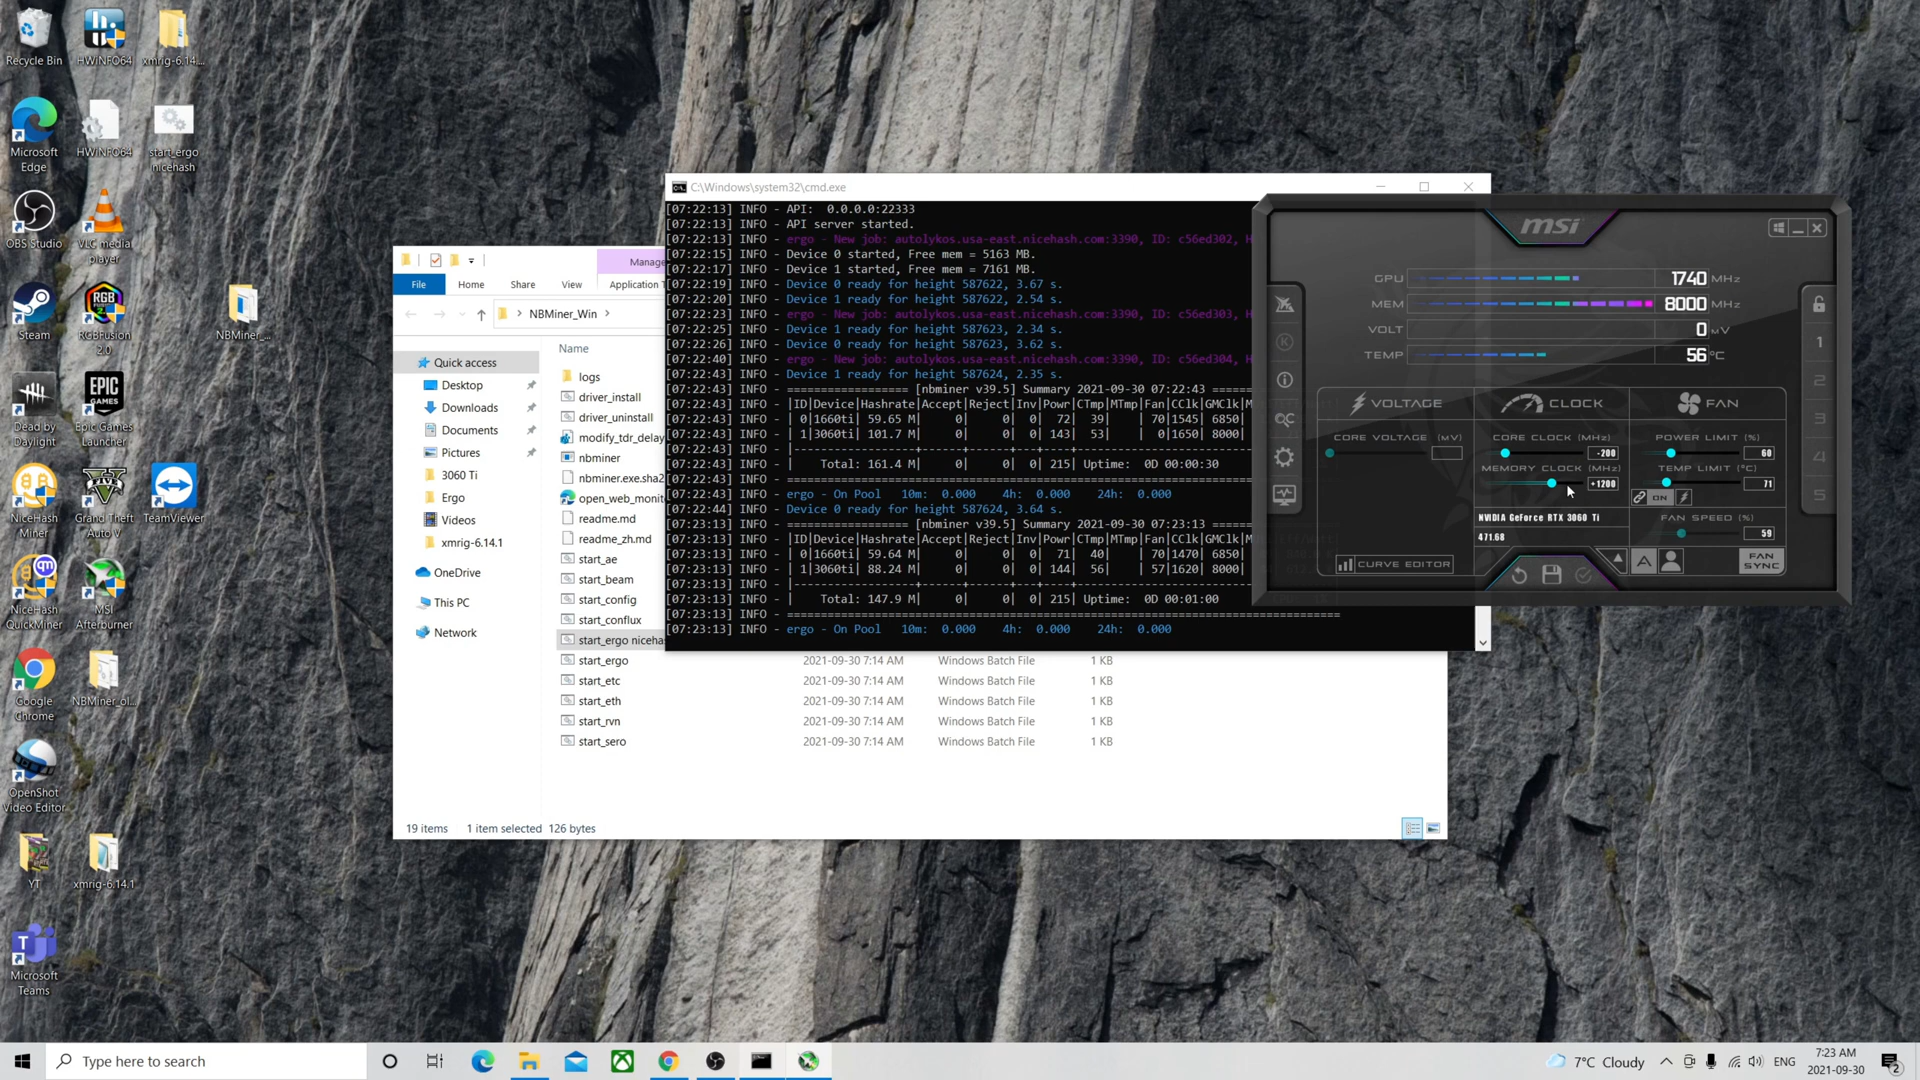 Recycle Bin
HWiNFO64
xmrig-6.14....
Microsoft Edge
HWiNFO64
start_ergo nicehash
OBS Studio
VLC media player
Steam
RGBFusion 2.0
NBMiner_...
Dead by Daylight
Epic Games Launcher
NiceHash Miner
Grand Theft Auto V
TeamViewer
NiceHash QuickMiner
MSI Afterburner
Google Chrome
NBMiner_ol...
OpenShot Video Editor
YT
xmrig-6.14.1
Microsoft Teams
Manage
File
Home
Share
View
Application T
NBMiner_Win
Name
Quick access
Desktop
Downloads
Documents
Pictures
3060 Ti
Ergo
Videos
xmrig-6.14.1
OneDrive
This PC
Network
logs
driver_install
driver_uninstall
modify_tdr_delay
nbminer
nbminer.exe.sha2
open_web_monit
readme.md
readme_zh.md
start_ae
start_beam
start_config
start_conflux
start_ergo niceha
start_ergo 2021-09-30 7:14 AM Windows Batch File 1 KB
start_etc 2021-09-30 7:14 AM Windows Batch File 1 KB
start_eth 2021-09-30 7:14 AM Windows Batch File 1 KB
start_rvn 2021-09-30 7:14 AM Windows Batch File 1 KB
start_sero 2021-09-30 7:14 AM Windows Batch File 1 KB
19 items 1 item selected 126 bytes
C:\Windows\system32\cmd.exe
[07:22:13] INFO - API: 0.0.0.0:22333
[07:22:13] INFO - API server started.
[07:22:13] INFO - ergo - New job: autolykos.usa-east.nicehash.com:3390, ID: c56ed302, H
[07:22:15] INFO - Device 0 started, Free mem = 5163 MB.
[07:22:17] INFO - Device 1 started, Free mem = 7161 MB.
[07:22:19] INFO - Device 0 ready for height 587622, 3.67 s.
[07:22:20] INFO - Device 1 ready for height 587622, 2.54 s.
[07:22:23] INFO - ergo - New job: autolykos.usa-east.nicehash.com:3390, ID: c56ed303, H
[07:22:25] INFO - Device 1 ready for height 587623, 2.34 s.
[07:22:26] INFO - Device 0 ready for height 587623, 3.62 s.
[07:22:40] INFO - ergo - New job: autolykos.usa-east.nicehash.com:3390, ID: c56ed304, H
[07:22:43] INFO - Device 1 ready for height 587624, 2.35 s.
[07:22:43] INFO - ================== [nbminer v39.5] Summary 2021-09-30 07:22:43 ======
[07:22:43] INFO - |ID|Device|Hashrate|Accept|Reject|Inv|Powr|CTmp|MTmp|Fan|CClk|GMClk|M
[07:22:43] INFO - | 0|1660ti| 59.65 M| 0| 0| 0| 72| 39| | 70|1545| 6850|
[07:22:43] INFO - | 1|3060ti| 101.7 M| 0| 0| 0| 143| 53| | 0|1650| 8000|
[07:22:43] INFO - |------------------------------------------------------
[07:22:43] INFO - | Total: 161.4 M| 0| 0| 0| 215| Uptime: 0D 00:00:30
[07:22:43] INFO - ======================================================
[07:22:43] INFO - ergo - On Pool 10m: 0.000 4h: 0.000 24h: 0.000
[07:22:44] INFO - Device 0 ready for height 587624, 3.64 s.
[07:23:13] INFO - ================== [nbminer v39.5] Summary 2021-09-30 07:23:13 ======
[07:23:13] INFO - |ID|Device|Hashrate|Accept|Reject|Inv|Powr|CTmp|MTmp|Fan|CClk|GMClk|M
[07:23:13] INFO - | 0|1660ti| 59.64 M| 0| 0| 0| 71| 40| | 70|1470| 6850|
[07:23:13] INFO - | 1|3060ti| 88.24 M| 0| 0| 0| 144| 56| | 57|1620| 8000|
[07:23:13] INFO - |------------------------------------------------------
[07:23:13] INFO - | Total: 147.9 M| 0| 0| 0| 215| Uptime: 0D 00:01:00
[07:23:13] INFO - ======================================================
[07:23:13] INFO - ergo - On Pool 10m: 0.000 4h: 0.000 24h: 0.000
msi
GPU 1740 MHz
MEM 8000 MHz
VOLT 0 MV
TEMP 56 °C
K
OC
1
2
3
4
5
VOLTAGE
CLOCK
FAN
CORE VOLTAGE (MV)
CORE CLOCK (MHz)
-200
POWER LIMIT (%)
60
MEMORY CLOCK (MHz)
+1200
TEMP LIMIT (°C)
71
ON
NVIDIA GeForce RTX 3060 Ti
471.68
FAN SPEED (%)
59
CURVE EDITOR
A
FAN SYNC
Type here to search
7°C Cloudy
ENG
7:23 AM
2021-09-30
2